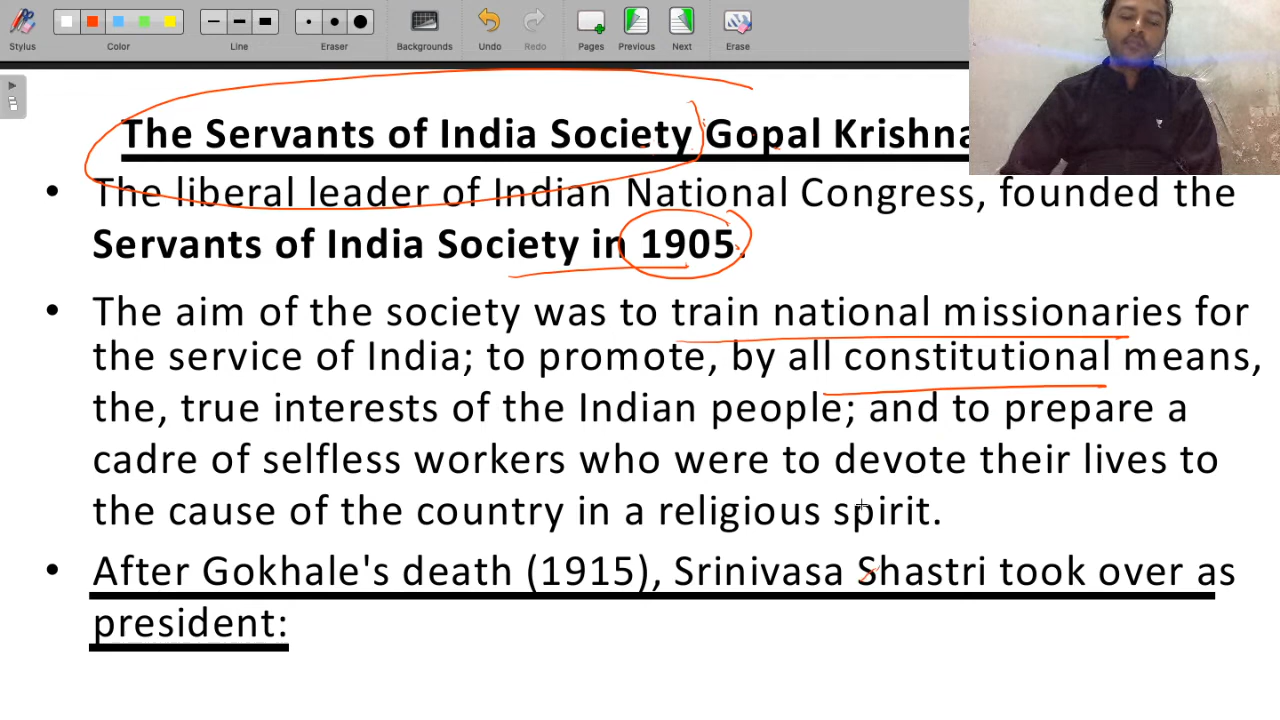 Stylus Color Line Eraser Backgrounds Undo Redo Pages Previous Next Erase
The Servants of India Society Gopal Krishna
• The liberal leader of Indian National Congress, founded the
Servants of India Society in 1905.
• The aim of the society was to train national missionaries for
the service of India; to promote, by all constitutional means,
the, true interests of the Indian people; and to prepare a
cadre of selfless workers who were to devote their lives to
the cause of the country in a religious spirit.
• After Gokhale's death (1915), Srinivasa Shastri took over as
president: